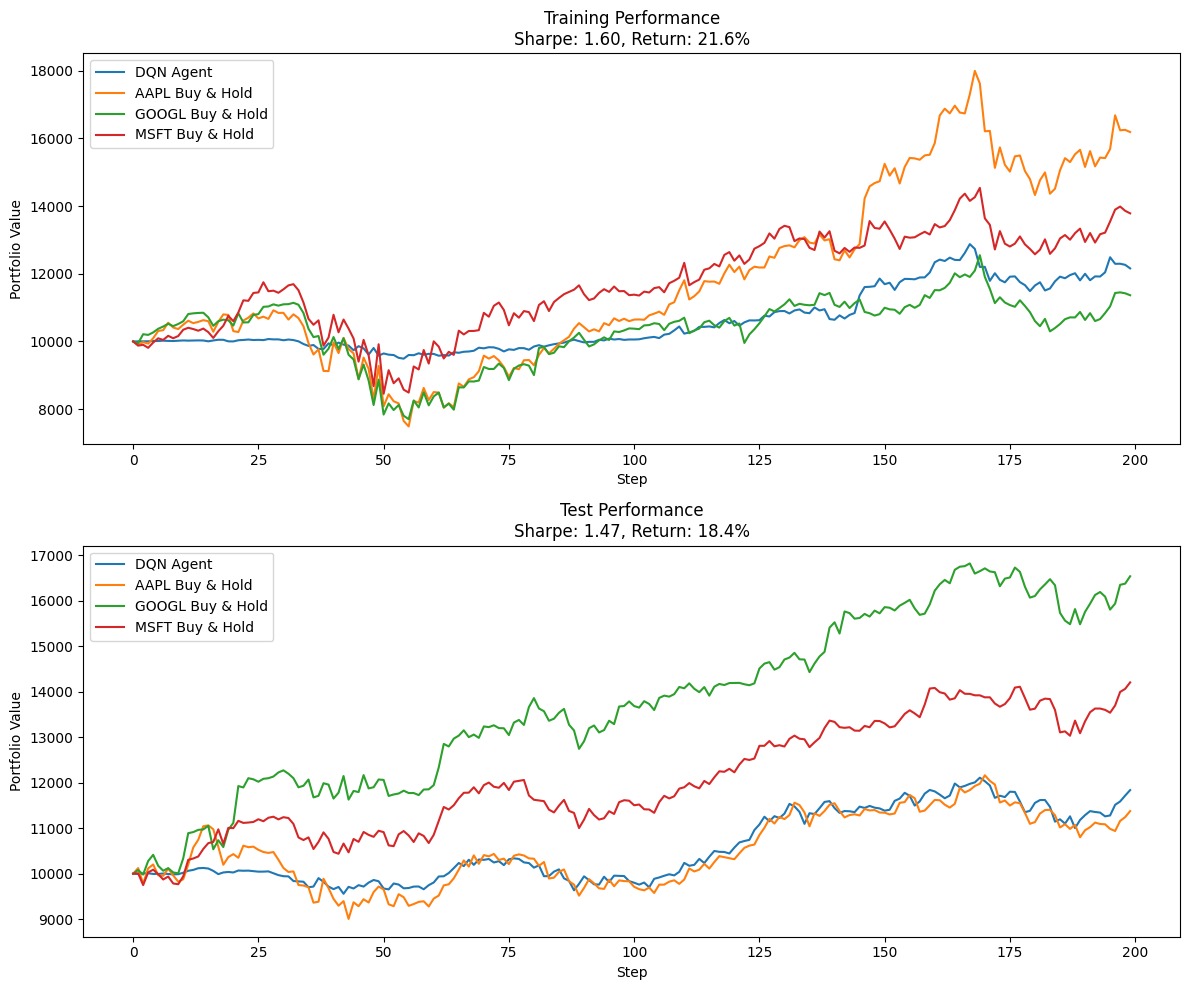 Training Performance
Sharpe: 1.60, Return: 21.6%
DQN Agent
AAPL Buy & Hold
GOOGL Buy & Hold
MSFT Buy & Hold
18000
16000
14000
12000
10000
8000
Portfolio Value
0 25 50 75 100 125 150 175 200
Step
Test Performance
Sharpe: 1.47, Return: 18.4%
DQN Agent
AAPL Buy & Hold
GOOGL Buy & Hold
MSFT Buy & Hold
17000
16000
15000
14000
13000
12000
11000
10000
9000
Portfolio Value
0 25 50 75 100 125 150 175 200
Step